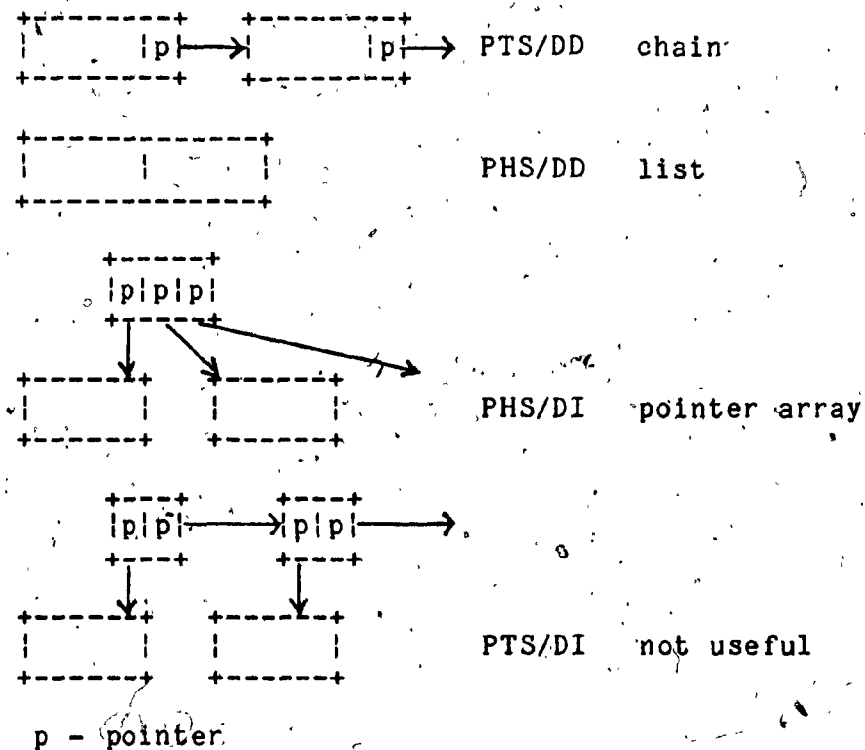 p p PTS/DD chain
PHS/DD list
p p p
PHS/DI pointer array
p p p p
PTS/DI not useful
p - pointer